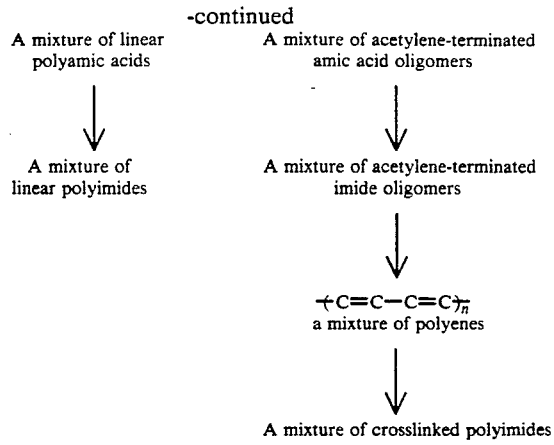 -continued
A mixture of linear
polyamic acids
A mixture of
linear polyimides
A mixture of acetylene-terminated
amic acid oligomers
A mixture of acetylene-terminated
imide oligomers
-(C=C-C=C)n-
a mixture of polyenes
A mixture of crosslinked polyimides